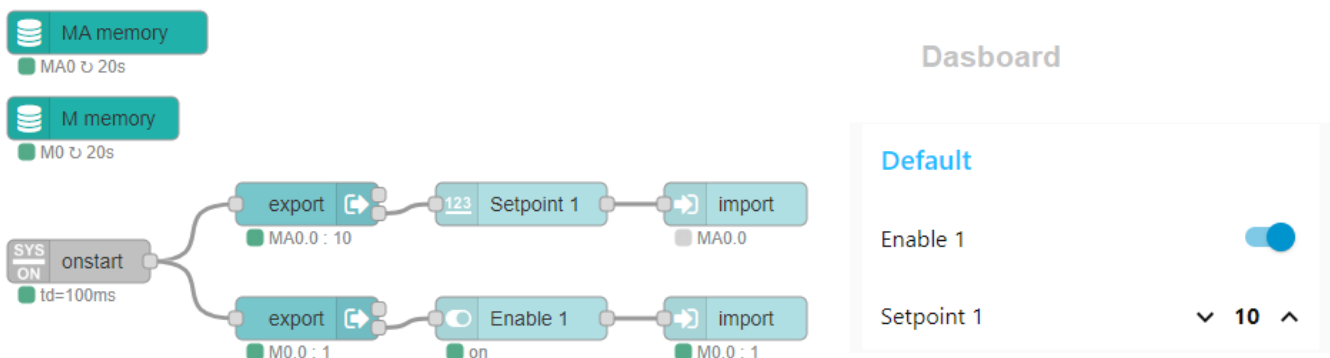 MA memory
MA0 ↻ 20s
M memory
M0 ↻ 20s
export
MA0.0 : 10
123 Setpoint 1
import
MA0.0
SYS
ON
onstart
td=100ms
export
M0.0 : 1
Enable 1
on
import
M0.0 : 1
Dasboard
Default
Enable 1
Setpoint 1 10